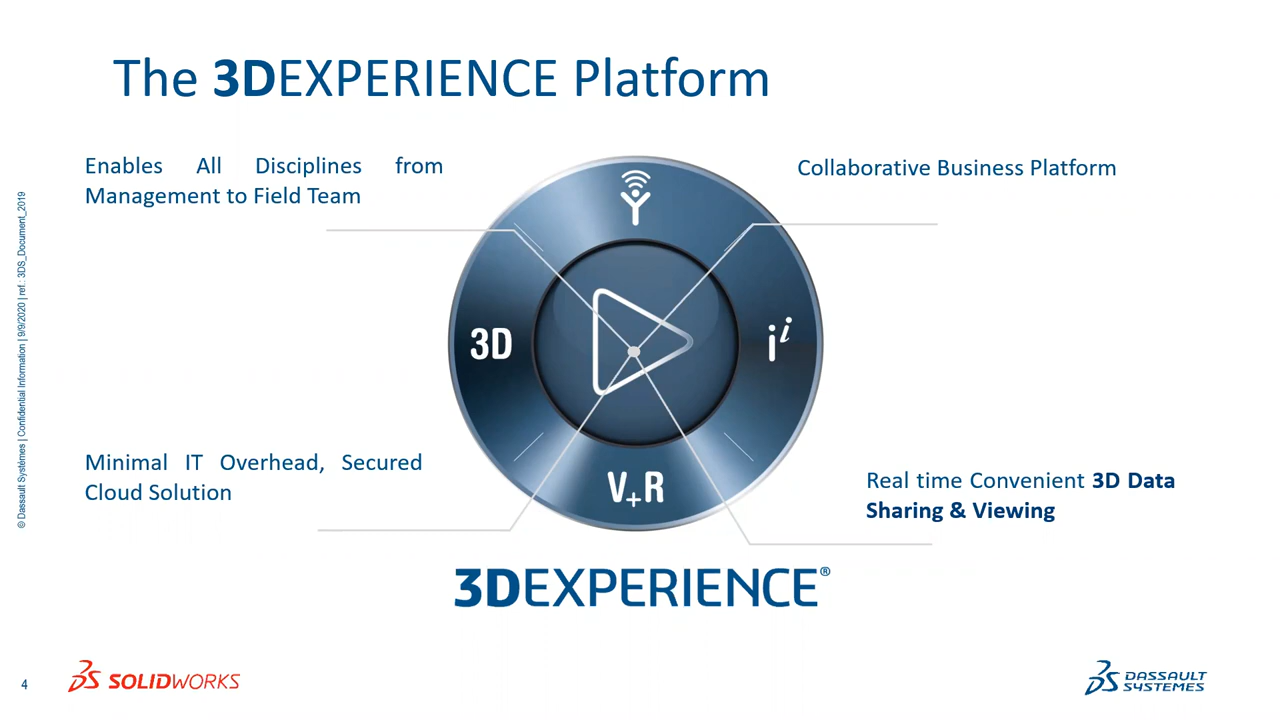 The 3DEXPERIENCE Platform
Enables All Disciplines from
Management to Field Team
Collaborative Business Platform
3D
i i
V+R
Minimal IT Overhead, Secured
Cloud Solution
Real time Convenient 3D Data
Sharing & Viewing
3DEXPERIENCE®
© Dassault Systèmes | Confidential Information | 9/9/2020 | ref.: 3DS_Document_2019
4
SOLIDWORKS
DASSAULT
SYSTEMES